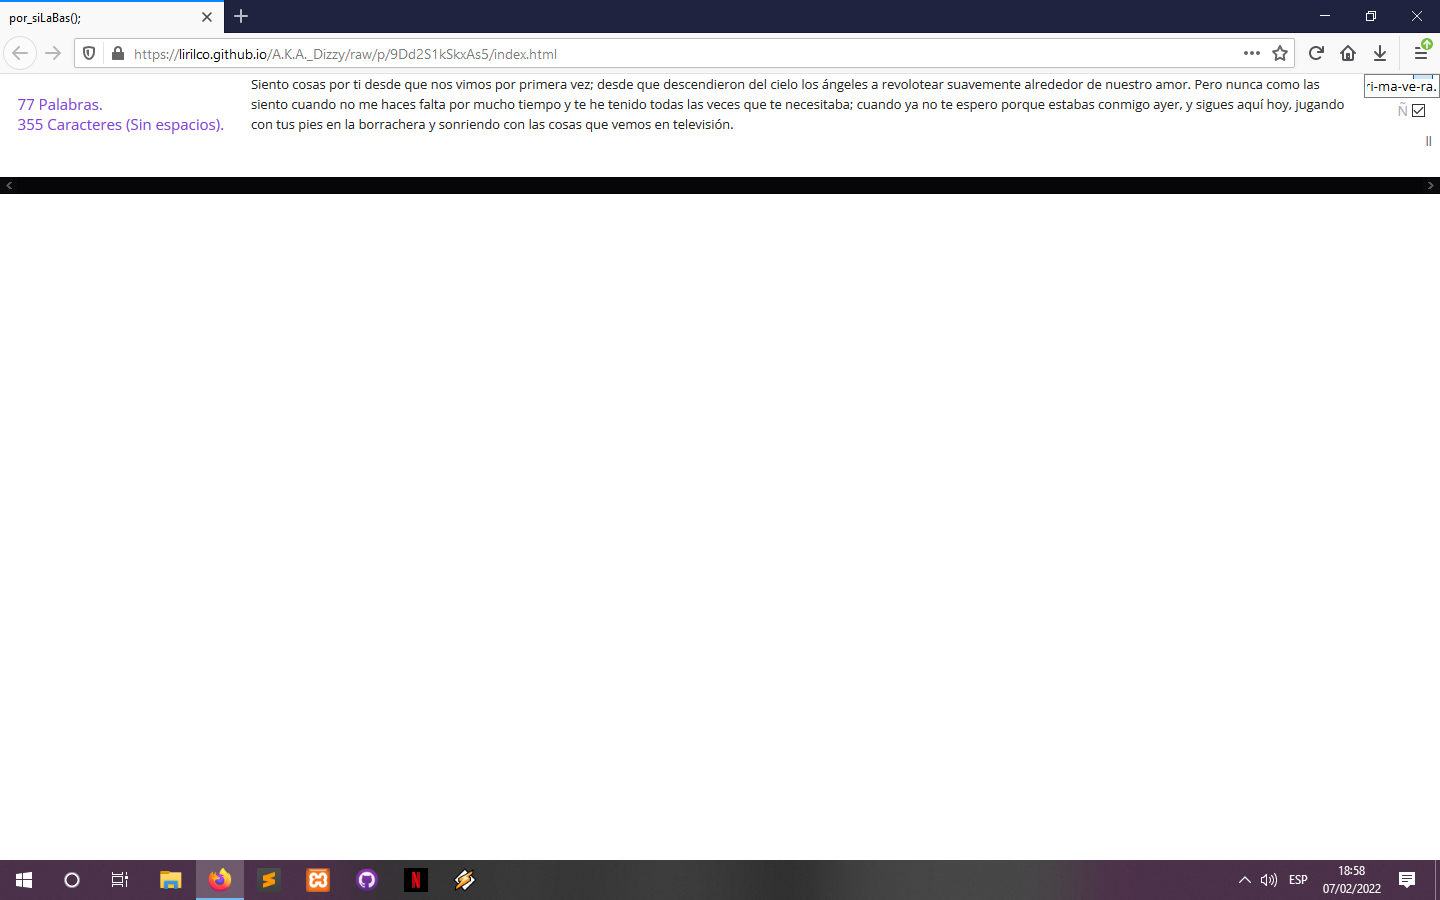 por_siLaBas();
https://lirilco.github.io/A.K.A._Dizzy/raw/p/9Dd2S1kSkxAs5/index.html
77 Palabras.
355 Caracteres (Sin espacios).
Siento cosas por ti desde que nos vimos por primera vez; desde que descendieron del cielo los ángeles a revolotear suavemente alrededor de nuestro amor. Pero nunca como las
siento cuando no me haces falta por mucho tiempo y te he tenido todas las veces que te necesitaba; cuando ya no te espero porque estabas conmigo ayer, y sigues aquí hoy, jugando
con tus pies en la borrachera y sonriendo con las cosas que vemos en televisión.
ri-ma-ve-ra.
Ñ
||
ESP
18:58
07/02/2022